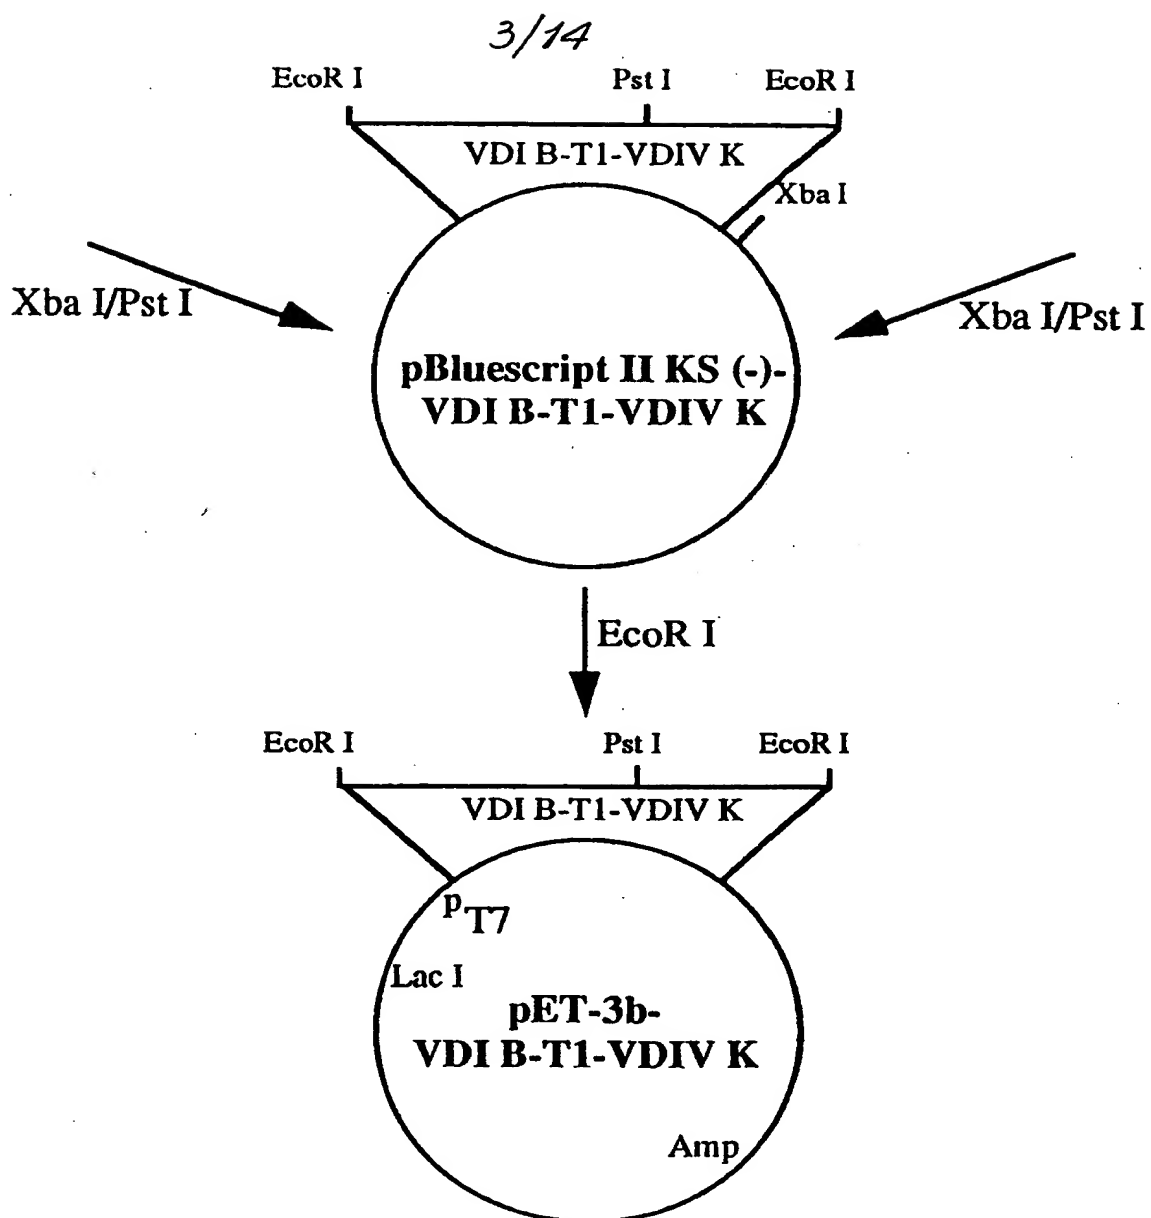 3/14
EcoR I Pst I EcoR I
VDI B-T1-VDIV K
Xba I
Xba I/Pst I Xba I/Pst I
pBluescript II KS (-)-
VDI B-T1-VDIV K
EcoR I
EcoR I Pst I EcoR I
VDI B-T1-VDIV K
P T7
Lac I
pET-3b-
VDI B-T1-VDIV K
Amp